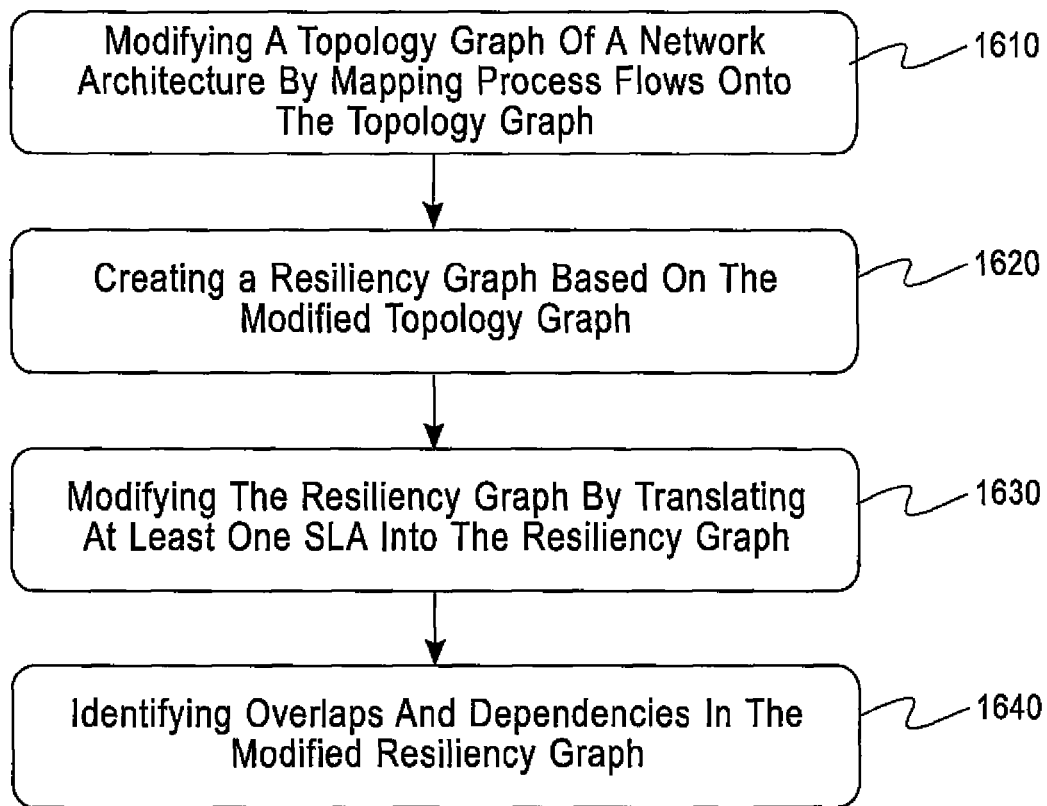 Modifying A Topology Graph Of A Network
Architecture By Mapping Process Flows Onto
The Topology Graph
1610
Creating a Resiliency Graph Based On The
Modified Topology Graph
1620
Modifying The Resiliency Graph By Translating
At Least One SLA Into The Resiliency Graph
1630
Identifying Overlaps And Dependencies In The
Modified Resiliency Graph
1640